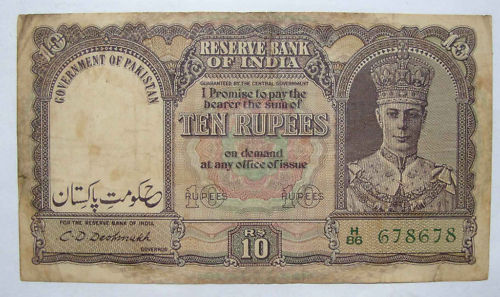 10
10
RESERVE BANK
OF INDIA
GUARANTEED BY THE CENTRAL GOVERNMENT
GOVERNMENT OF PAKISTAN
I Promise to pay the
bearer the sum of
TEN RUPEES
on demand
at any office of issue
حکومت پاکستان
10 RUPEES
RUPEES 10
FOR THE RESERVE BANK OF INDIA
C. D. Deshmukh
GOVERNOR
RS
10
H/86 678678